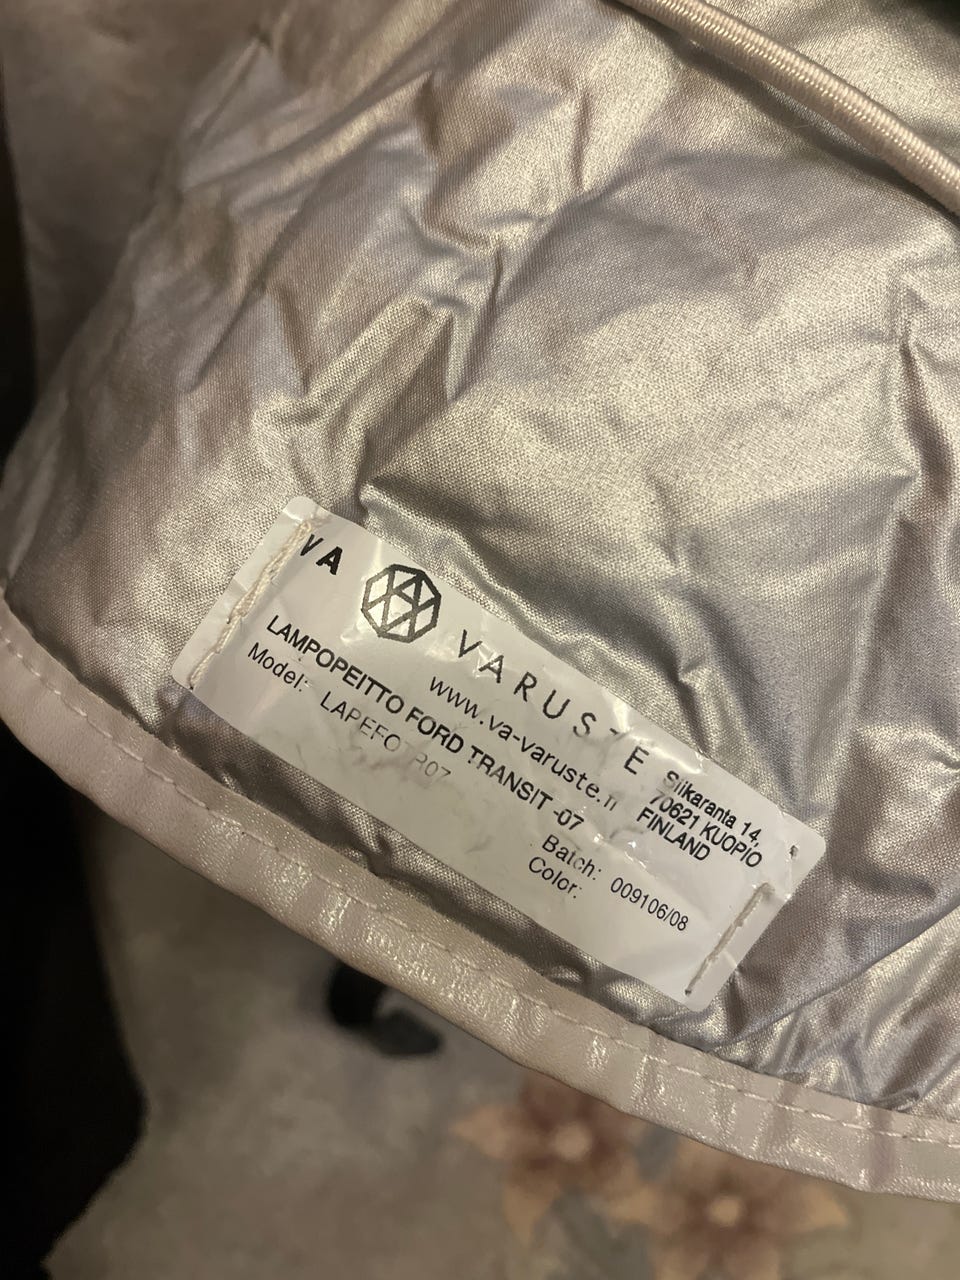 VA VARUSTE
www.va-varuste.fi
Siikaranta 14,
70621 KUOPIO
FINLAND
LAMPOPEITTO FORD TRANSIT -07
Model:
Batch: 009106/08
Color: